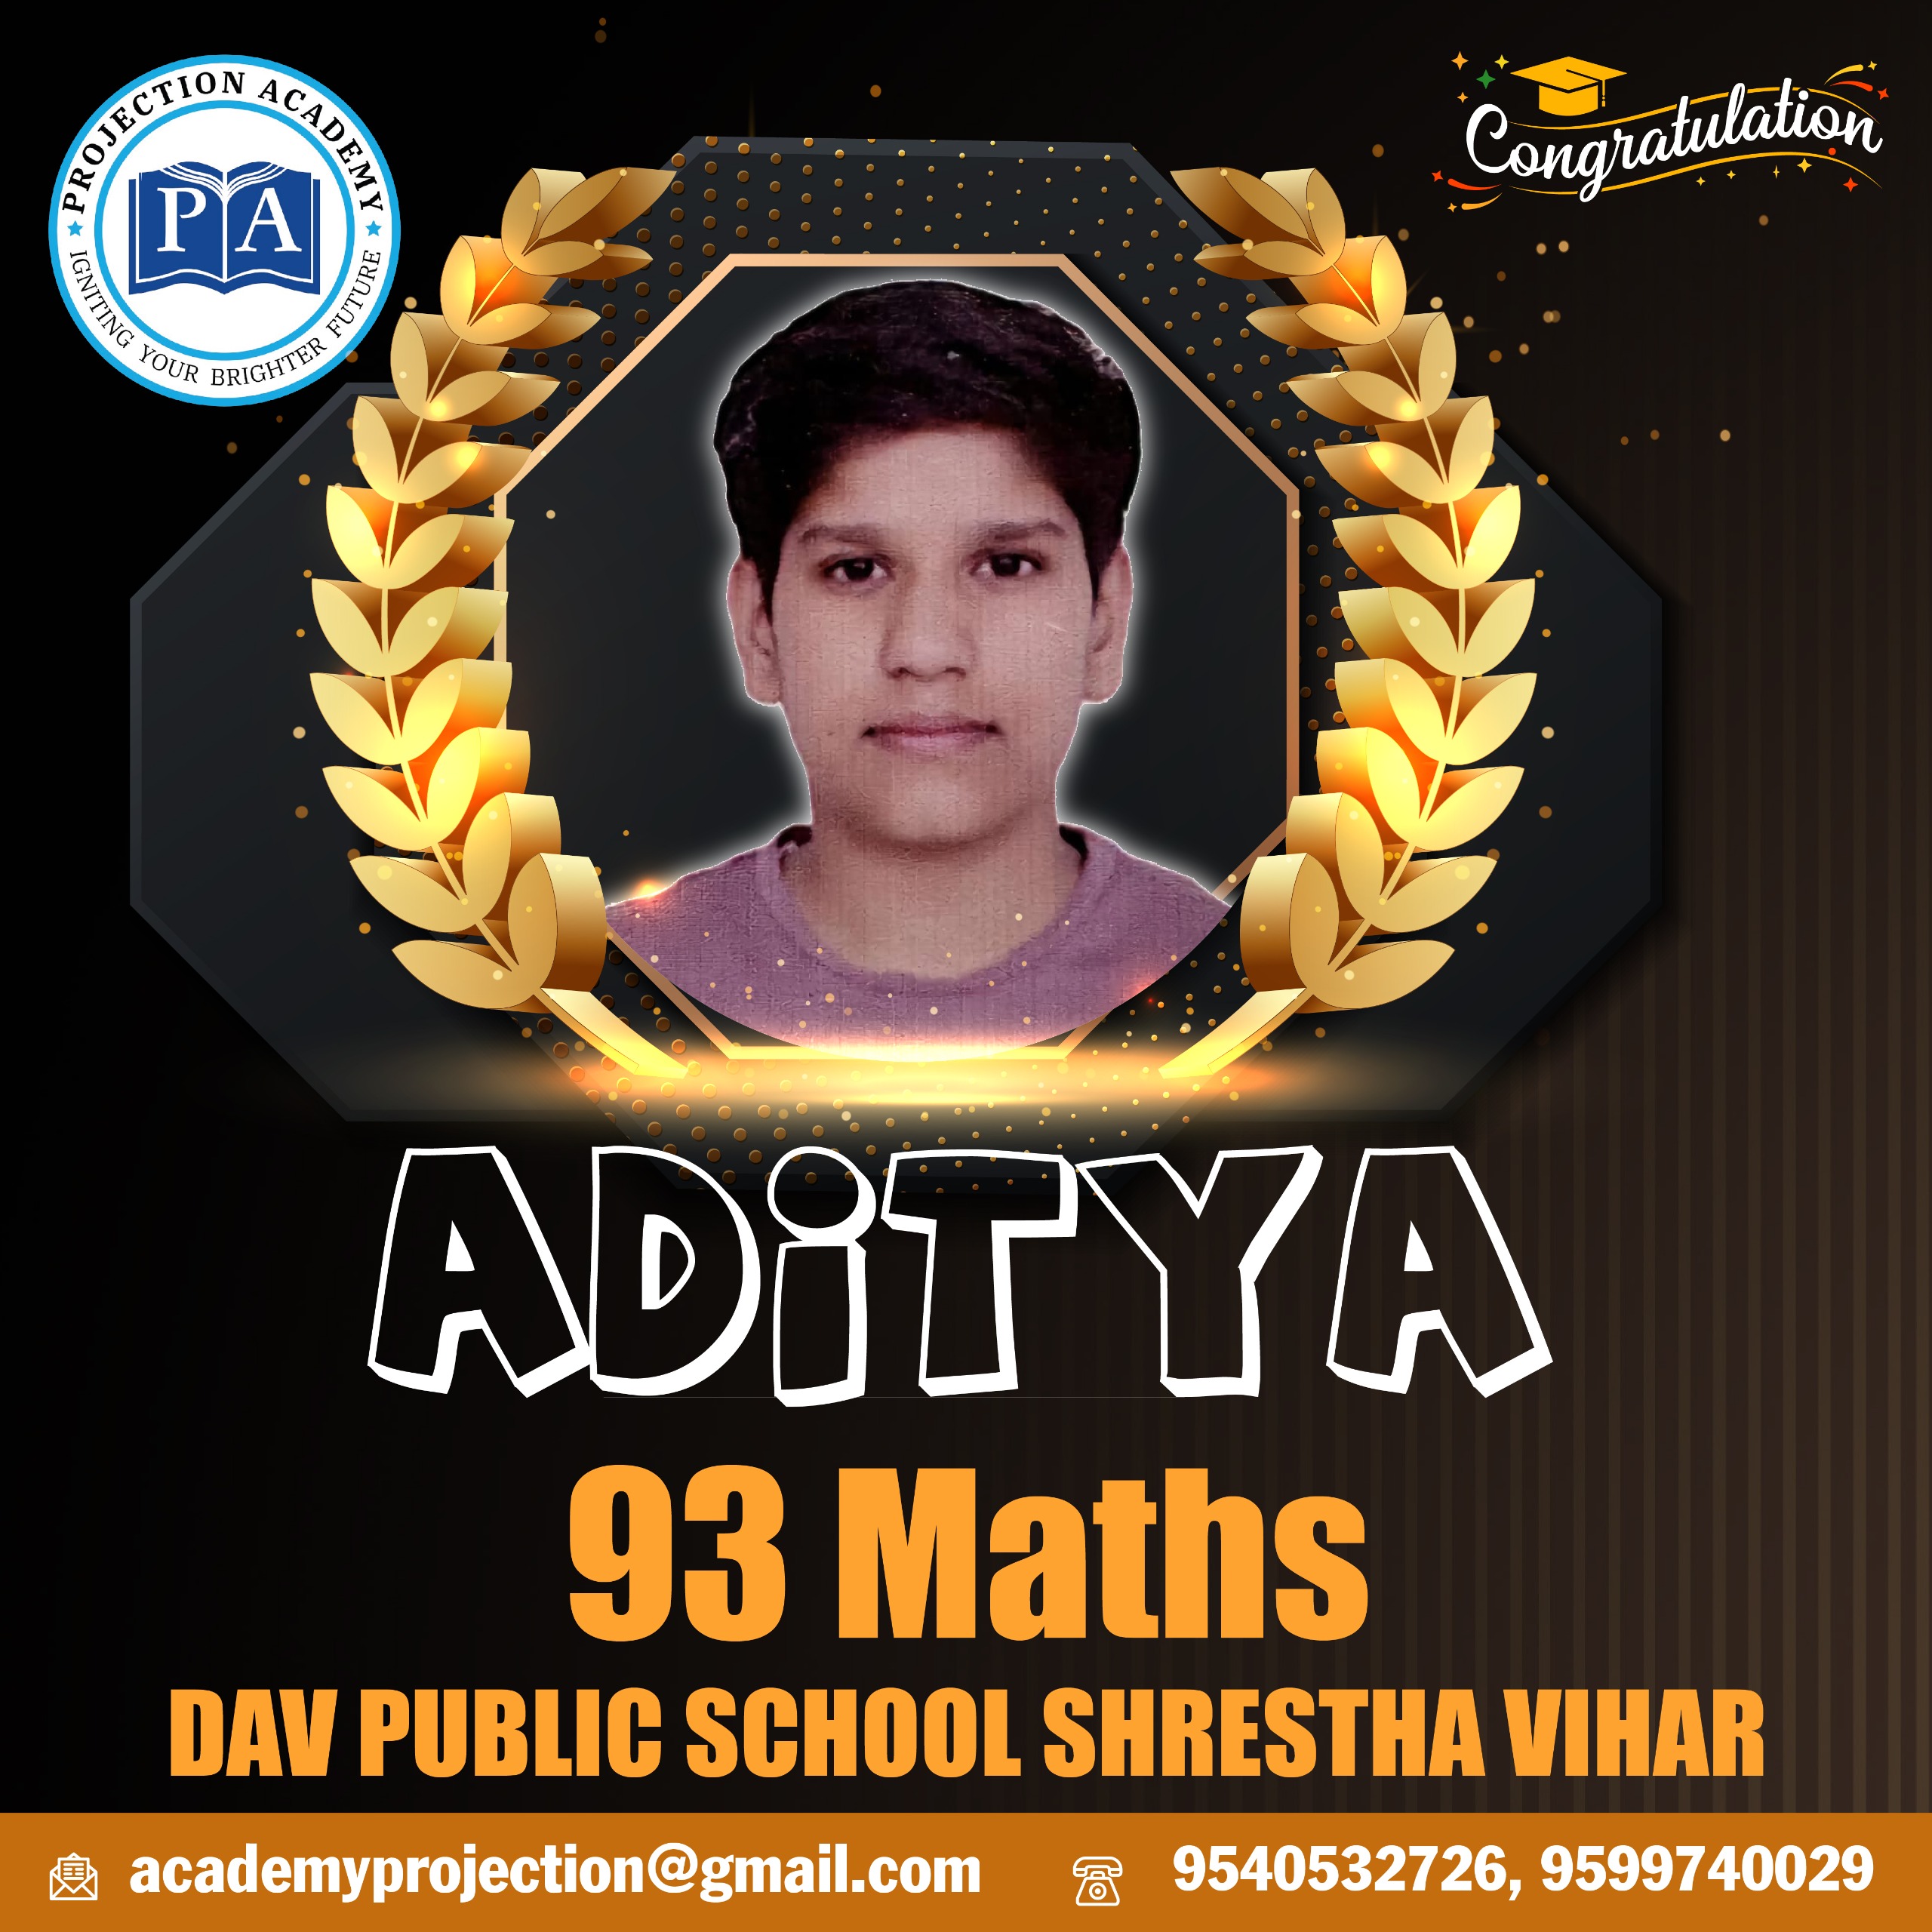 PROJECTION ACADEMY
P A
IGNITING YOUR BRIGHTER FUTURE
Congratulation
ADiTYA
93 Maths
DAV PUBLIC SCHOOL SHRESTHA VIHAR
academyprojection@gmail.com
9540532726, 9599740029